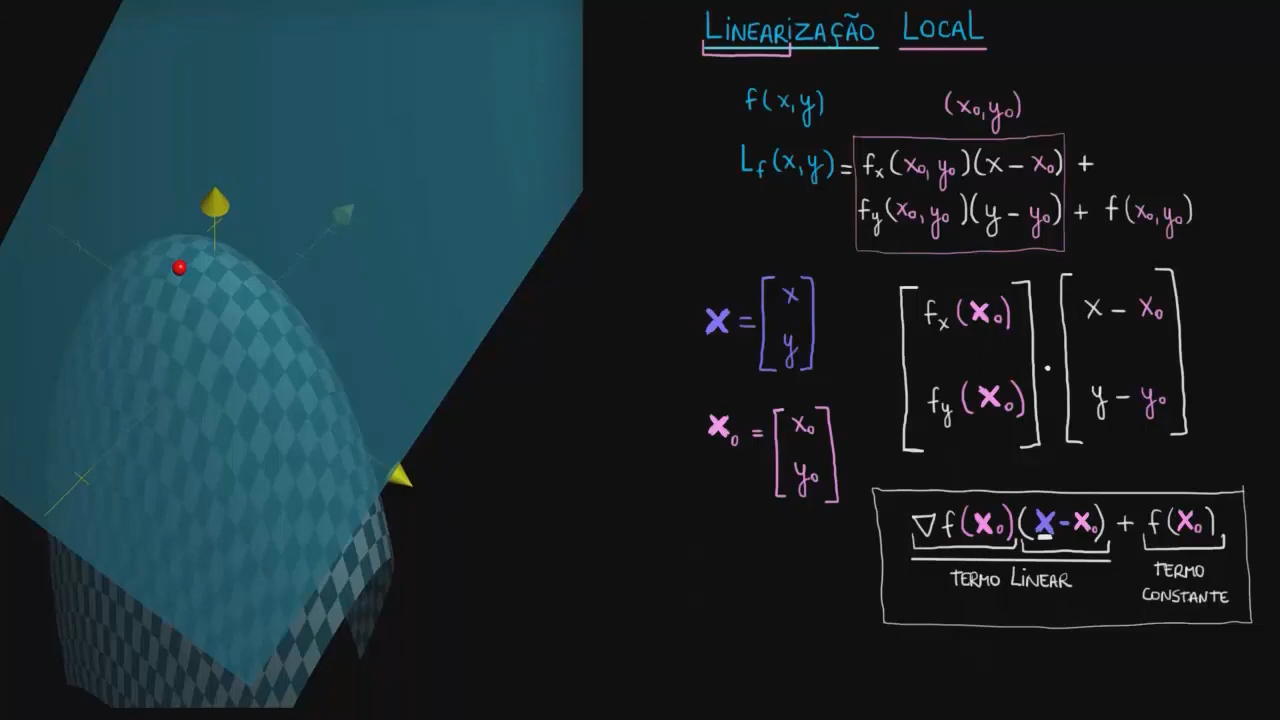 LINEARIZAÇÃO LOCAL
f(x,y) (x₀,y₀)
L_f(x,y) = f_x(x₀,y₀)(x − x₀) +
f_y(x₀,y₀)(y − y₀) + f(x₀,y₀)
x = [x y]
[f_x(x₀) f_y(x₀)] · [x − x₀ y − y₀]
x₀ = [x₀ y₀]
∇f(x₀)(x − x₀) + f(x₀)
TERMO LINEAR
TERMO
CONSTANTE